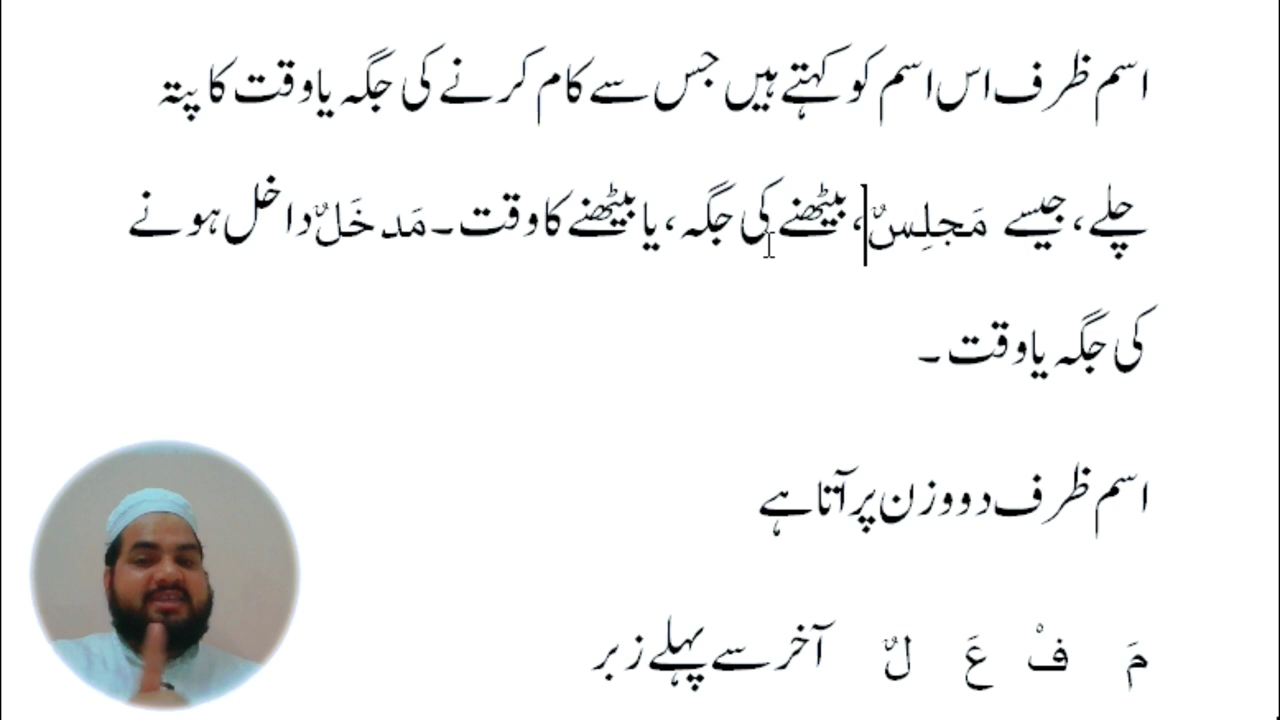 اسم ظرف اس اسم کو کہتے ہیں جس سے کام کرنے کی جگہ یا وقت کا پتہ
چلے، جیسے مَجلِسٌ، بیٹھنے کی جگہ، یا بیٹھنے کا وقت۔ مَدخَلٌ داخل ہونے
کی جگہ یا وقت ۔
اسم ظرف دو وزن پر آتا ہے
مَ فْ عَ لٌ آخر سے پہلے زبر